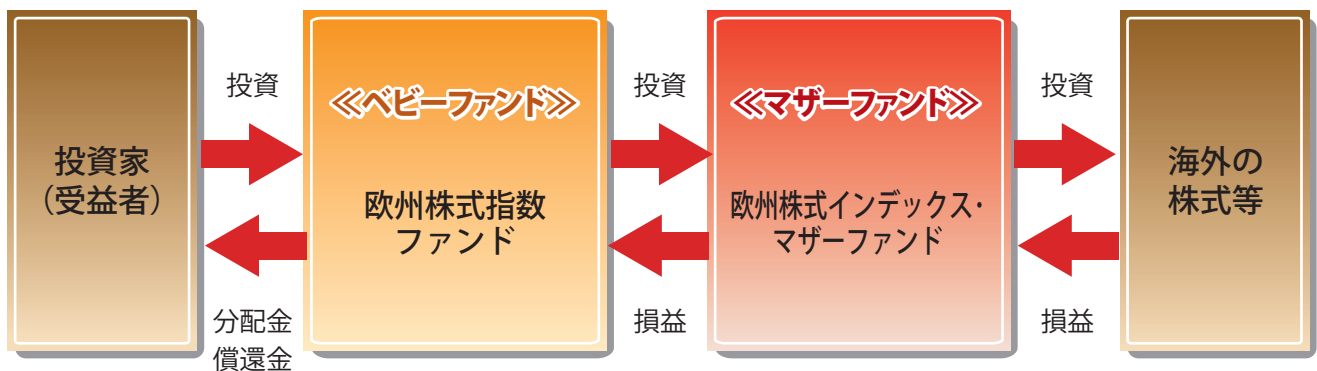 投資家
（受益者）
投資
分配金
償還金
≪ベビーファンド≫
欧州株式指数
ファンド
投資
損益
≪マザーファンド≫
欧州株式インデックス・
マザーファンド
投資
損益
海外の
株式等